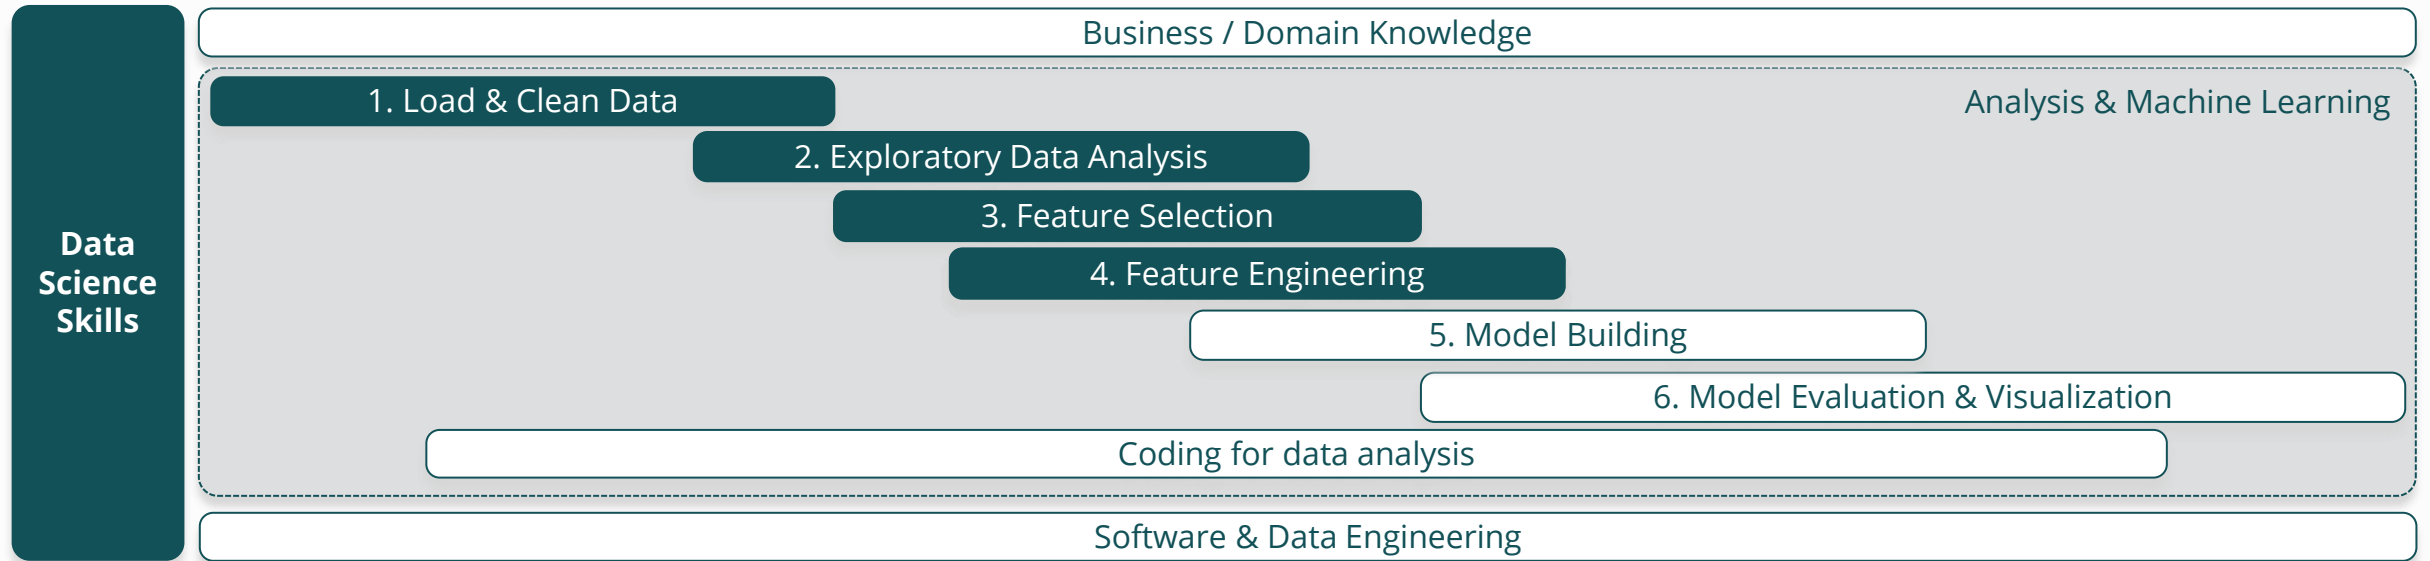 Data
Science
Skills
Business / Domain Knowledge
Analysis & Machine Learning
1. Load & Clean Data
2. Exploratory Data Analysis
3. Feature Selection
4. Feature Engineering
5. Model Building
6. Model Evaluation & Visualization
Coding for data analysis
Software & Data Engineering